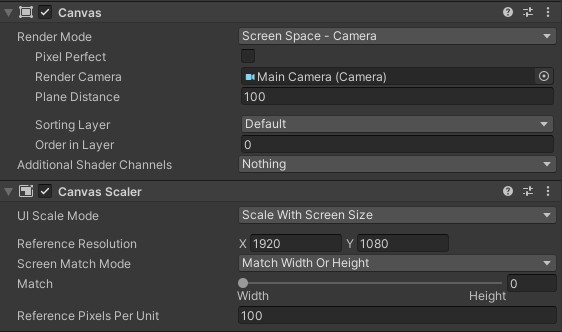 Canvas
Render Mode Screen Space - Camera
Pixel Perfect
Render Camera Main Camera (Camera)
Plane Distance 100
Sorting Layer Default
Order in Layer 0
Additional Shader Channels Nothing
Canvas Scaler
UI Scale Mode Scale With Screen Size
Reference Resolution X 1920 Y 1080
Screen Match Mode Match Width Or Height
Match 0
Width Height
Reference Pixels Per Unit 100